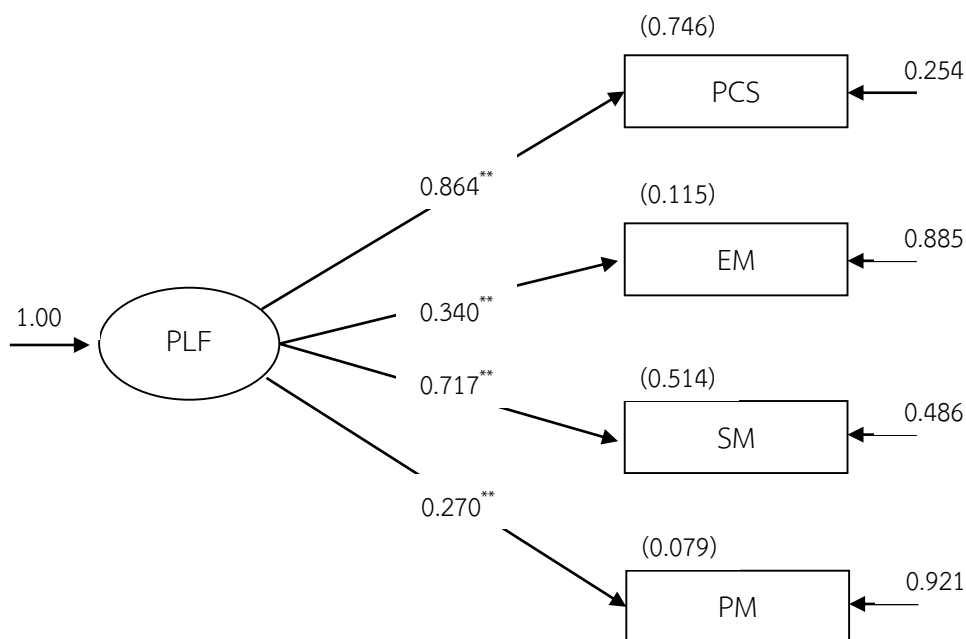 (0.746)
PCS
0.254
0.864**
(0.115)
EM
0.885
1.00
PLF
0.340**
0.717**
(0.514)
SM
0.486
0.270**
(0.079)
PM
0.921